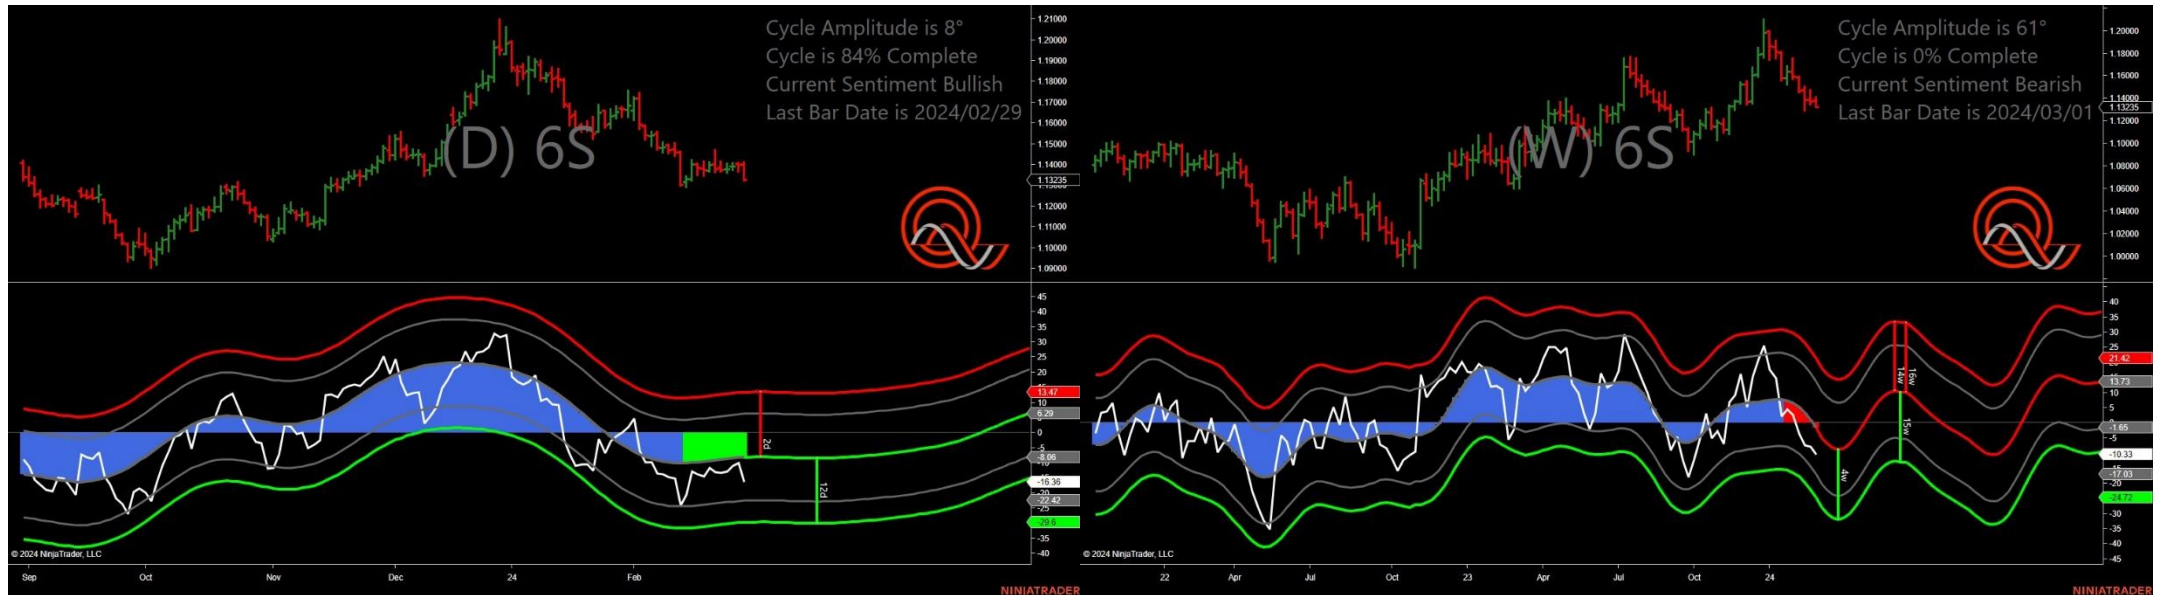 Cycle Amplitude is 8°
Cycle is 84% Complete
Current Sentiment Bullish
Last Bar Date is 2024/02/29
(D) 6S
1.21000
1.20000
1.19000
1.18000
1.17000
1.16000
1.15000
1.14000
1.13235
1.12000
1.11000
1.10000
1.09000
45
40
35
30
25
20
13.47
10
6.29
0
-5
-8.06
-16.36
-22.42
-25
-29.6
-35
-40
2d
12d
© 2024 NinjaTrader, LLC
Sep Oct Nov Dec 24 Feb
NINJATRADER
Cycle Amplitude is 61°
Cycle is 0% Complete
Current Sentiment Bearish
Last Bar Date is 2024/03/01
(W) 6S
1.20000
1.18000
1.16000
1.14000
1.13235
1.12000
1.10000
1.08000
1.06000
1.04000
1.02000
1.00000
40
35
30
25
21.42
13.73
10
5
-1.65
-5
-10.33
-17.03
-20
-24.72
-30
-35
-40
-45
4w
14w
16w
15w
© 2024 NinjaTrader, LLC
22 Apr Jul Oct 23 Apr Jul Oct 24
NINJATRADER